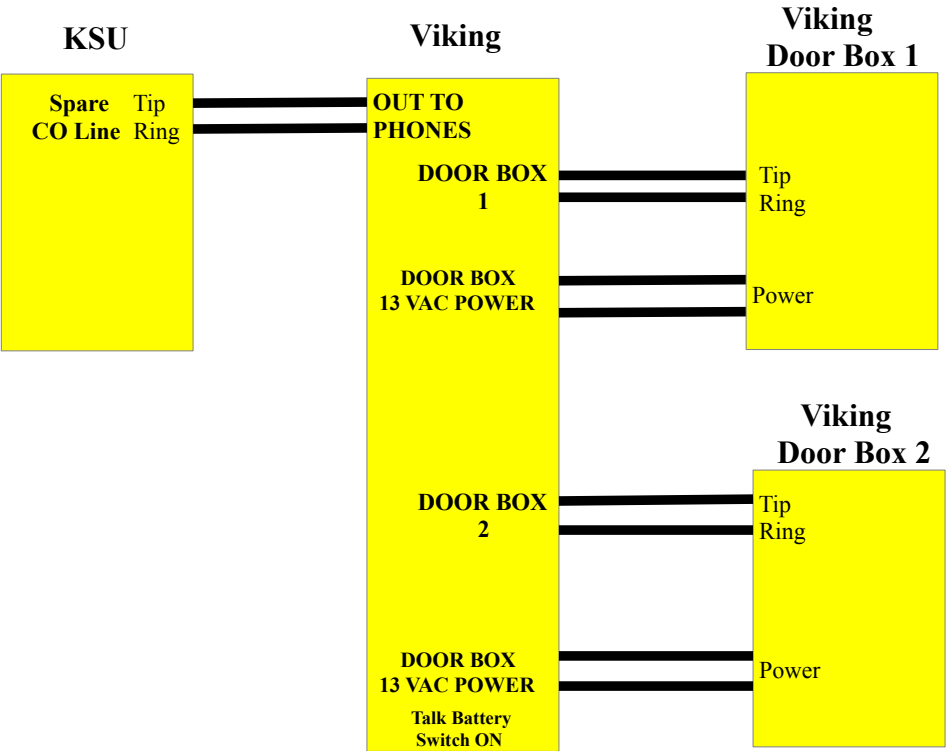 KSU
Viking
Viking
Door Box 1
Spare Tip
CO Line Ring
OUT TO
PHONES
DOOR BOX
1
Tip
Ring
DOOR BOX
13 VAC POWER
Power
Viking
Door Box 2
DOOR BOX
2
Tip
Ring
DOOR BOX
13 VAC POWER
Power
Talk Battery
Switch ON